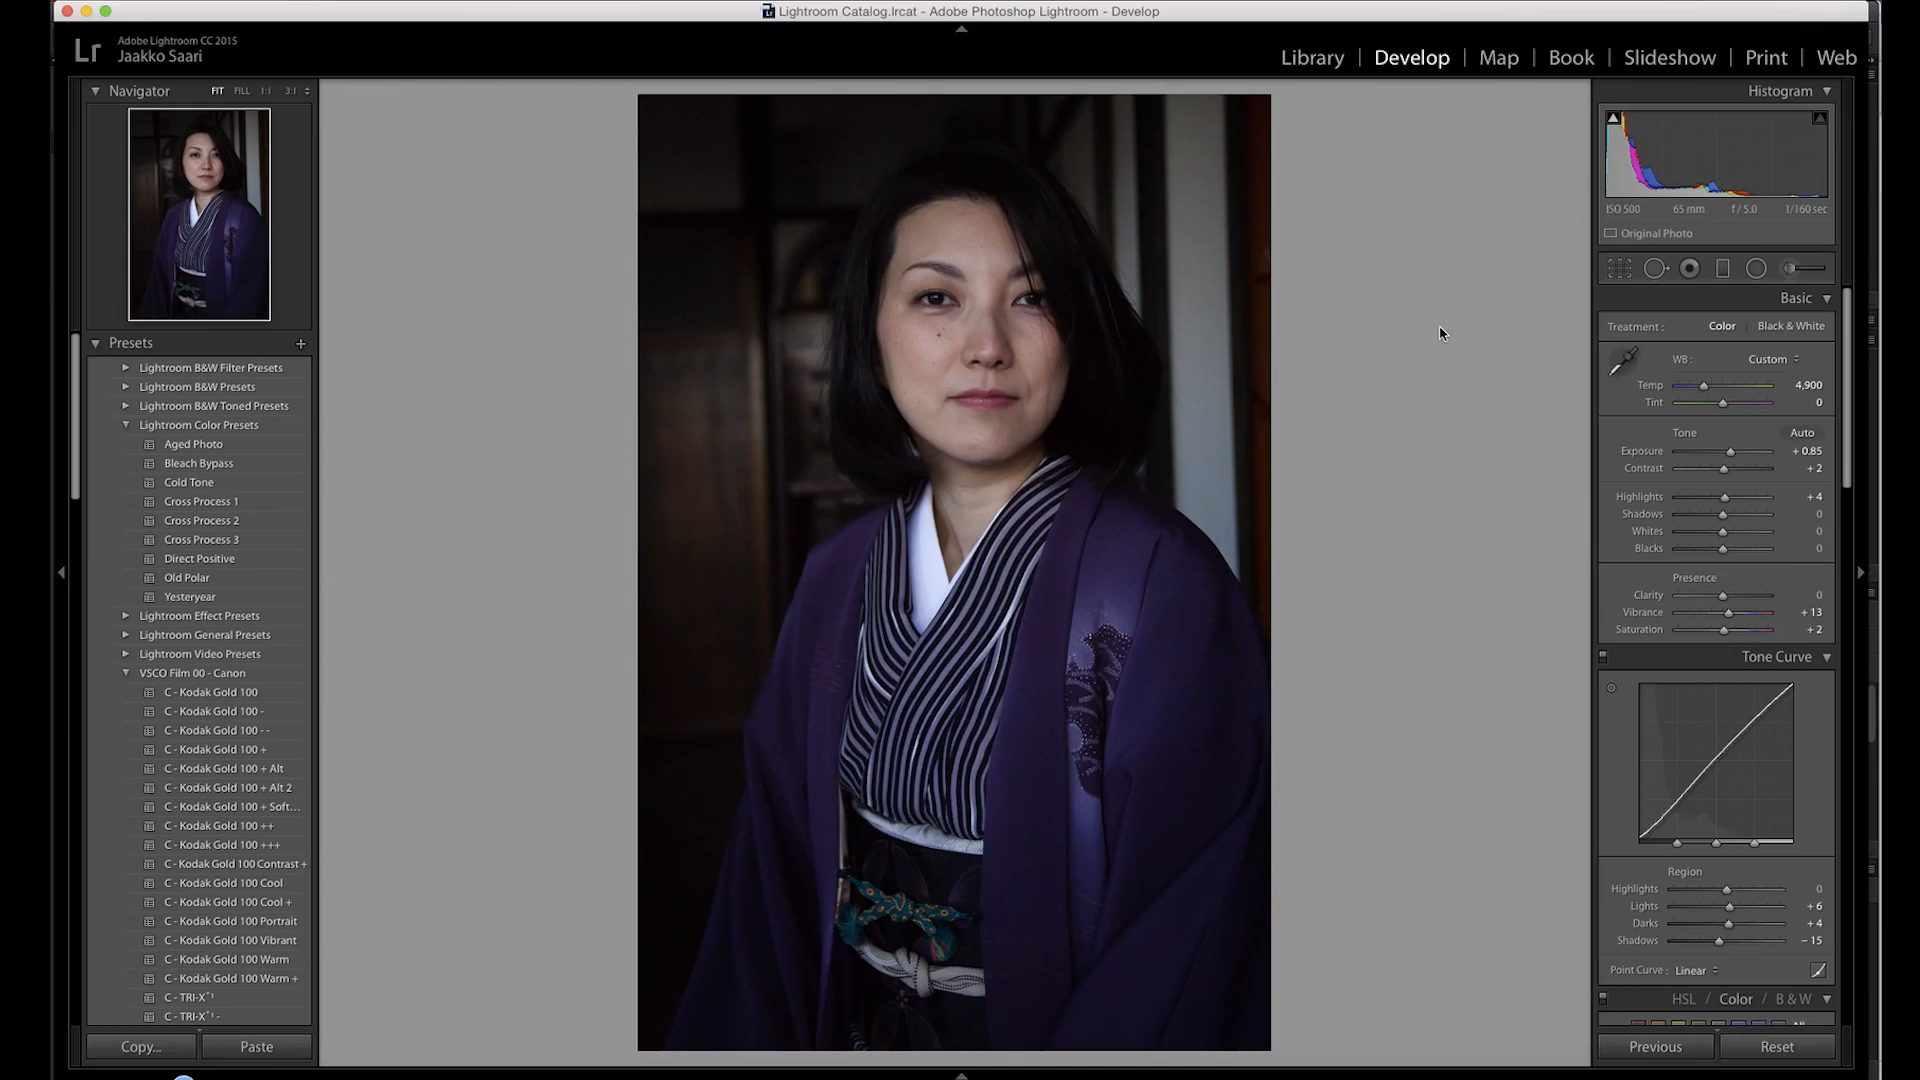 Lightroom Catalog.lrcat - Adobe Photoshop Lightroom - Develop
Lr
Adobe Lightroom CC 2015
Jaakko Saari
Library | Develop | Map | Book | Slideshow | Print | Web
Navigator FIT FILL 1:1 3:1
Presets +
Lightroom B&W Filter Presets
Lightroom B&W Presets
Lightroom B&W Toned Presets
Lightroom Color Presets
Aged Photo
Bleach Bypass
Cold Tone
Cross Process 1
Cross Process 2
Cross Process 3
Direct Positive
Old Polar
Yesteryear
Lightroom Effect Presets
Lightroom General Presets
Lightroom Video Presets
VSCO Film 00 - Canon
C - Kodak Gold 100
C - Kodak Gold 100 -
C - Kodak Gold 100 - -
C - Kodak Gold 100 +
C - Kodak Gold 100 + Alt
C - Kodak Gold 100 + Alt 2
C - Kodak Gold 100 + Soft...
C - Kodak Gold 100 ++
C - Kodak Gold 100 +++
C - Kodak Gold 100 Contrast +
C - Kodak Gold 100 Cool
C - Kodak Gold 100 Cool +
C - Kodak Gold 100 Portrait
C - Kodak Gold 100 Vibrant
C - Kodak Gold 100 Warm
C - Kodak Gold 100 Warm +
C - TRI-X
C - TRI-X -
Copy... Paste
Histogram
ISO 500 65 mm f / 5.0 1/160 sec
Original Photo
Basic
Treatment : Color | Black & White
WB : Custom
Temp 4,900
Tint 0
Tone Auto
Exposure + 0.85
Contrast + 2
Highlights + 4
Shadows 0
Whites 0
Blacks 0
Presence
Clarity 0
Vibrance + 13
Saturation + 2
Tone Curve
Region
Highlights 0
Lights + 6
Darks + 4
Shadows - 15
Point Curve : Linear
HSL / Color / B & W
Previous Reset